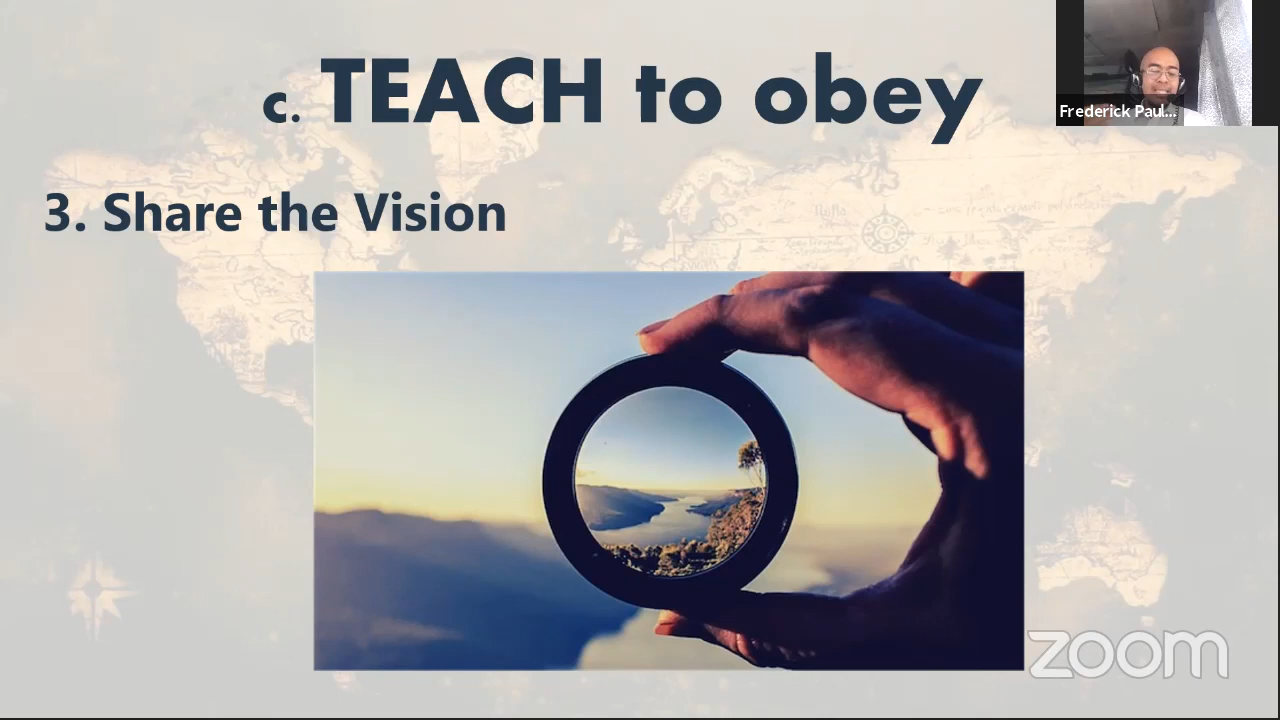 c. TEACH to obey
Frederick Paul...
3. Share the Vision
zoom